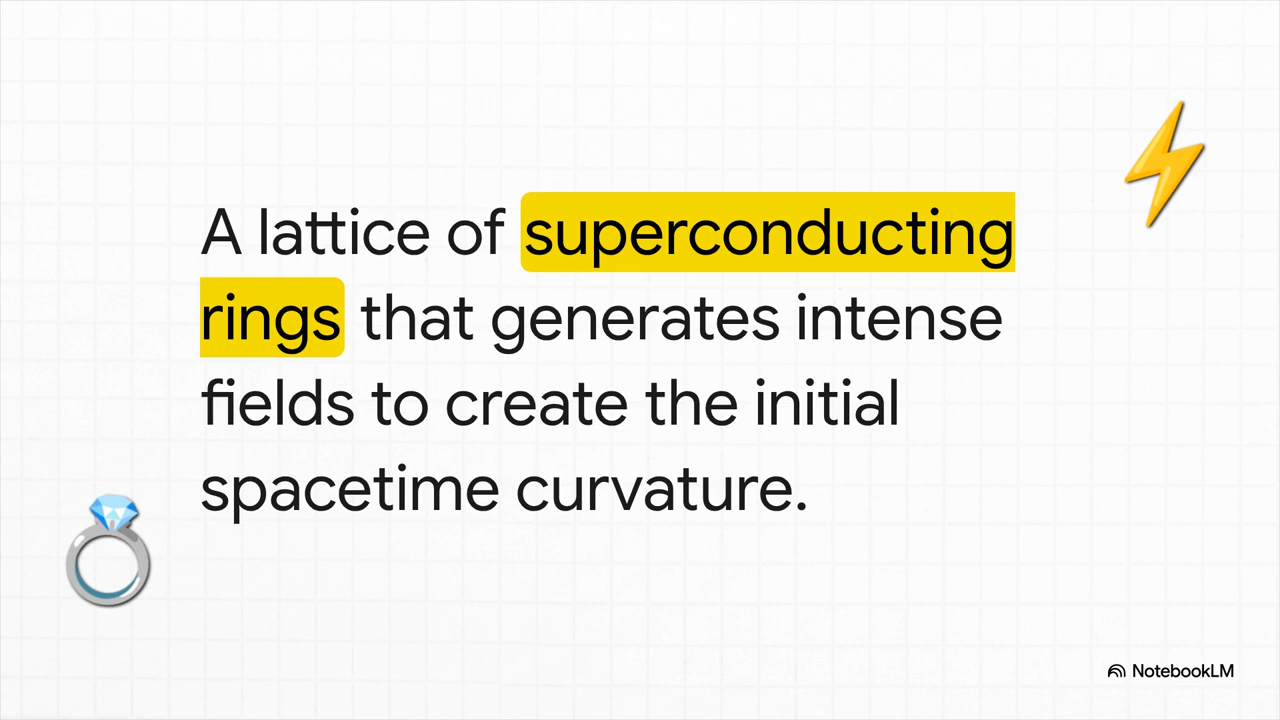 A lattice of superconducting
rings that generates intense
fields to create the initial
spacetime curvature.
NotebookLM